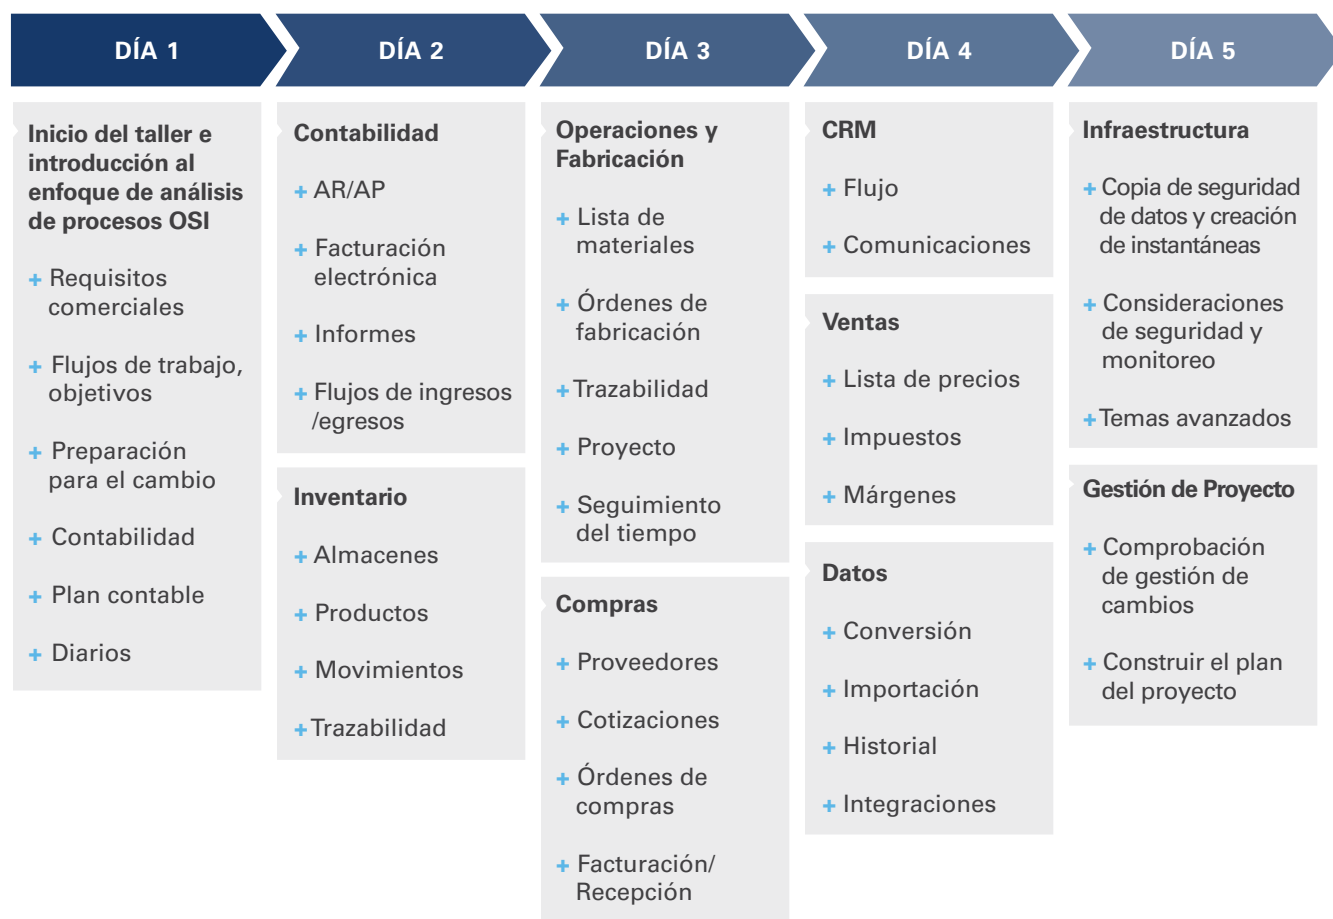 DÍA 1
DÍA 2
DÍA 3
DÍA 4
DÍA 5
Inicio del taller e
introducción al
enfoque de análisis
de procesos OSI
+ Requisitos
comerciales
+ Flujos de trabajo,
objetivos
+ Preparación
para el cambio
+ Contabilidad
+ Plan contable
+ Diarios
Contabilidad
+ AR/AP
+ Facturación
electrónica
+ Informes
+ Flujos de ingresos
/egresos
Inventario
+ Almacenes
+ Productos
+ Movimientos
+ Trazabilidad
Operaciones y
Fabricación
+ Lista de
materiales
+ Órdenes de
fabricación
+ Trazabilidad
+ Proyecto
+ Seguimiento
del tiempo
Compras
+ Proveedores
+ Cotizaciones
+ Órdenes de
compras
+ Facturación/
Recepción
CRM
+ Flujo
+ Comunicaciones
Ventas
+ Lista de precios
+ Impuestos
+ Márgenes
Datos
+ Conversión
+ Importación
+ Historial
+ Integraciones
Infraestructura
+ Copia de seguridad
de datos y creación
de instantáneas
+ Consideraciones
de seguridad y
monitoreo
+ Temas avanzados
Gestión de Proyecto
+ Comprobación
de gestión de
cambios
+ Construir el plan
del proyecto